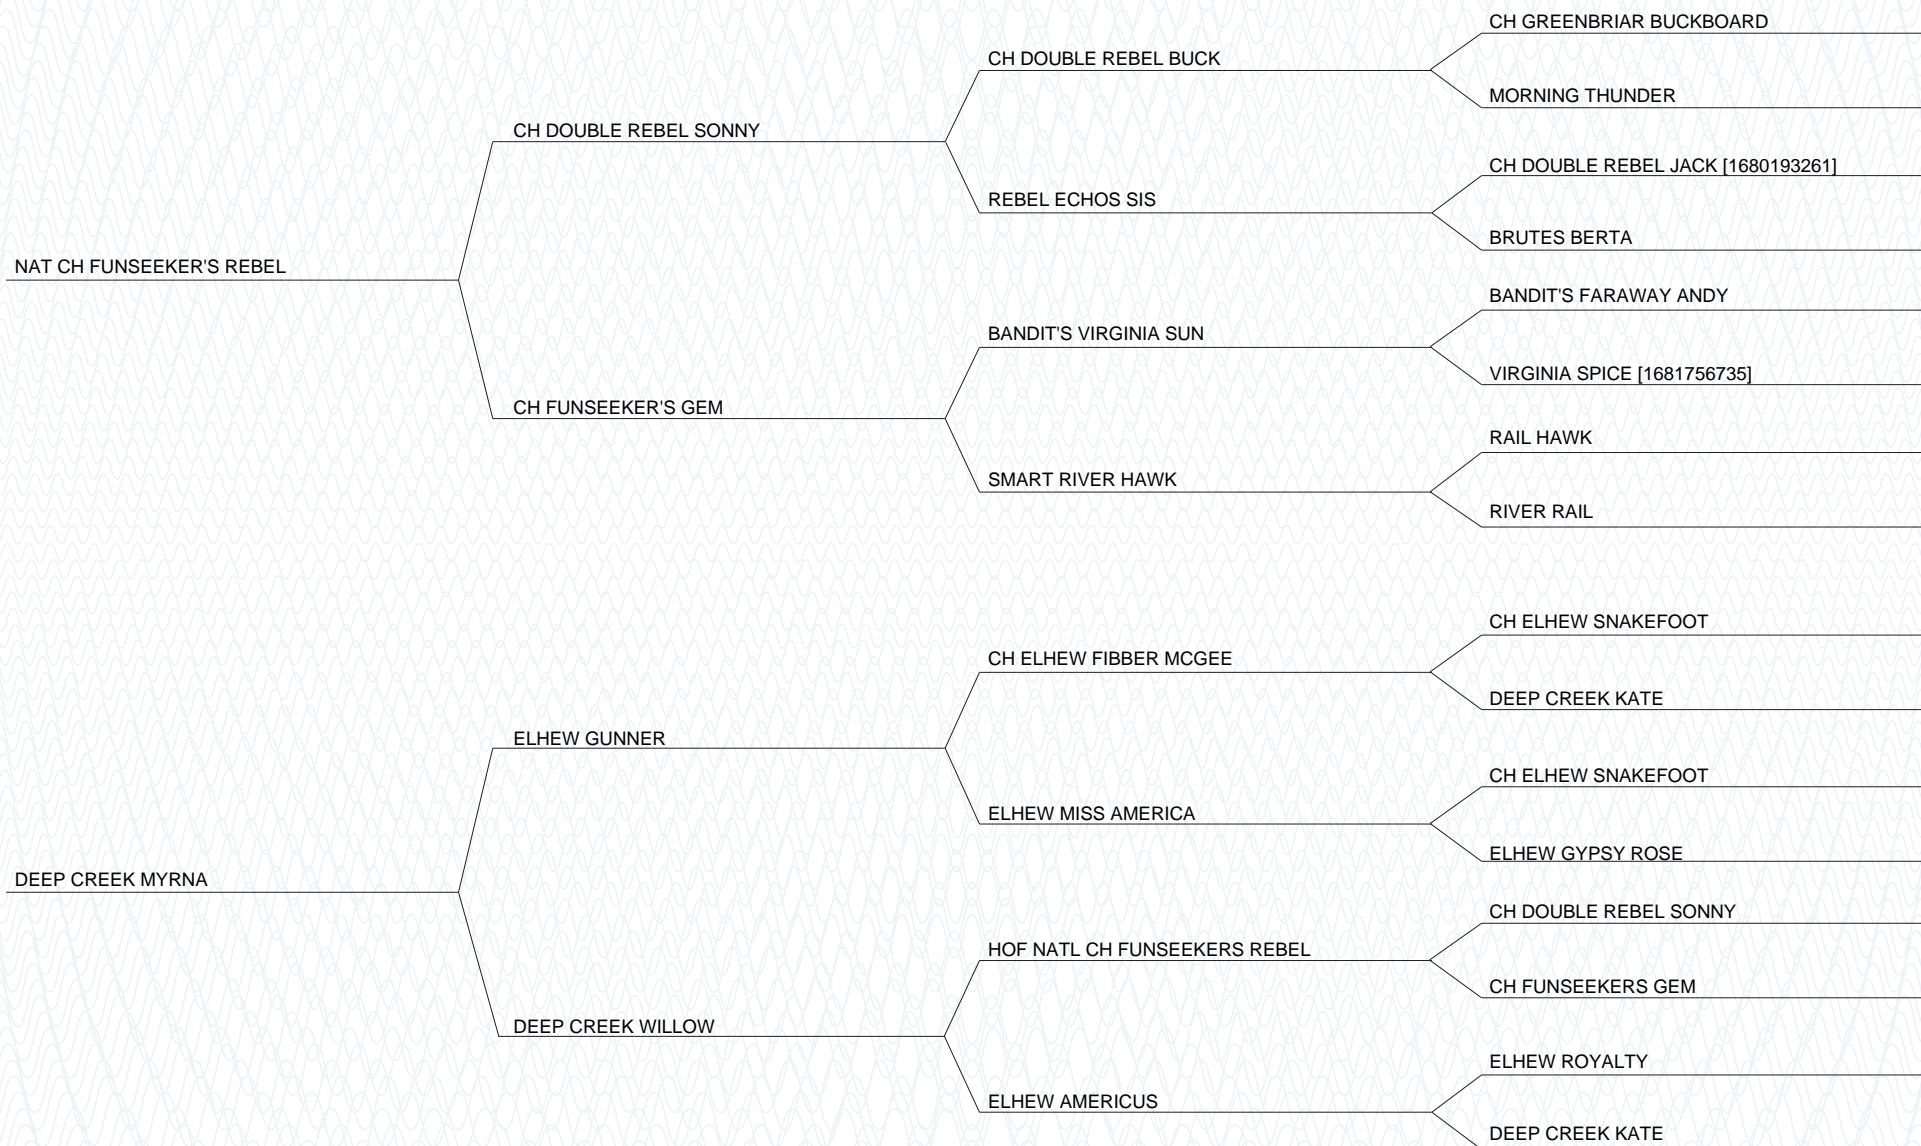 CH GREENBRIAR BUCKBOARD
CH DOUBLE REBEL BUCK
MORNING THUNDER
CH DOUBLE REBEL SONNY
CH DOUBLE REBEL JACK [1680193261]
REBEL ECHOS SIS
BRUTES BERTA
NAT CH FUNSEEKER'S REBEL
BANDIT'S FARAWAY ANDY
BANDIT'S VIRGINIA SUN
VIRGINIA SPICE [1681756735]
CH FUNSEEKER'S GEM
RAIL HAWK
SMART RIVER HAWK
RIVER RAIL
CH ELHEW SNAKEFOOT
CH ELHEW FIBBER MCGEE
DEEP CREEK KATE
ELHEW GUNNER
CH ELHEW SNAKEFOOT
ELHEW MISS AMERICA
ELHEW GYPSY ROSE
DEEP CREEK MYRNA
CH DOUBLE REBEL SONNY
HOF NATL CH FUNSEEKERS REBEL
CH FUNSEEKERS GEM
DEEP CREEK WILLOW
ELHEW ROYALTY
ELHEW AMERICUS
DEEP CREEK KATE